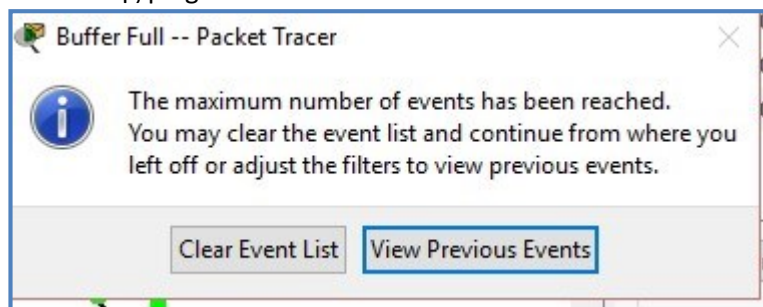 Buffer Full -- Packet Tracer
The maximum number of events has been reached.
You may clear the event list and continue from where you
left off or adjust the filters to view previous events.
Clear Event List
View Previous Events